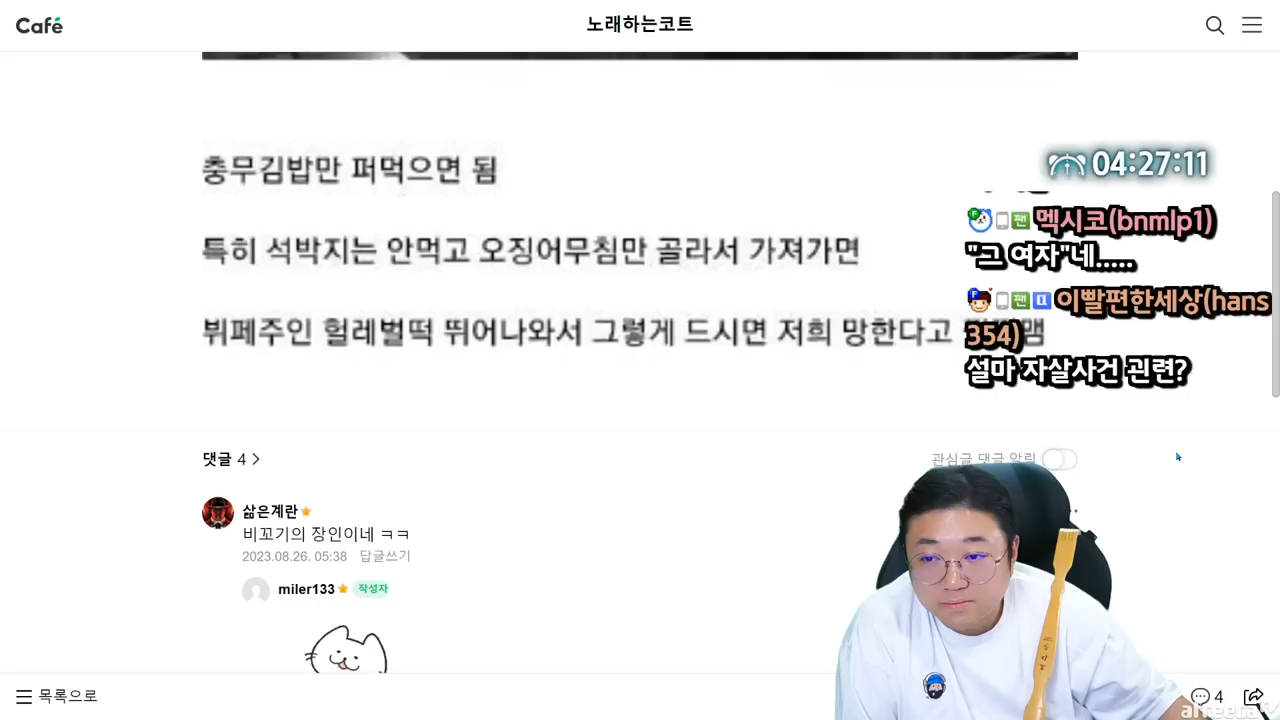 Café
노래하는코트
충무김밥만 퍼먹으면 됨
04:27:11
멕시코(bnmlp1)
"그 여자"네.....
특히 석박지는 안먹고 오징어무침만 골라서 가져가면
이빨편한세상(hans
354)
뷔페주인 헐레벌떡 뛰어나와서 그렇게 드시면 저희 망한다고
맴
설마 자살사건 관련?
댓글 4
관심글 댓글 알림
삶은계란
비꼬기의 장인이네 ㅋㅋ
2023.08.26. 05:38 답글쓰기
miler133 작성자
목록으로
4